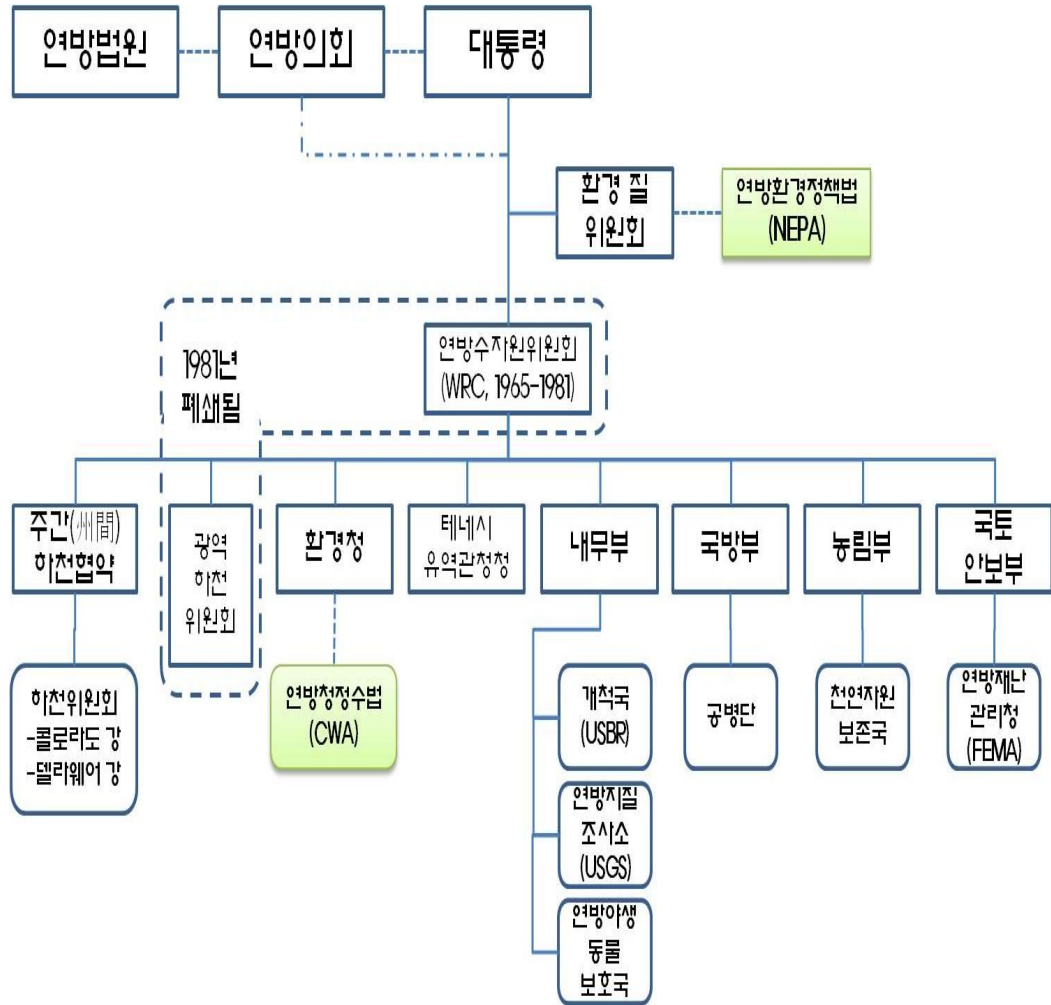 연방법원
연방의회
대통령
환경 질
위원회
연방환경정책법
(NEPA)
1981년
폐쇄됨
연방수자원위원회
(WRC, 1965-1981)
주간(州間)
하천협약
광역
하천
위원회
환경청
테네시
유역관청청
내무부
국방부
농림부
국토
안보부
하천위원회
-콜로라도 강
-델라웨어 강
연방청정수법
(CWA)
개척국
(USBR)
공병단
천연자원
보존국
연방재난
관리청
(FEMA)
연방지질
조사소
(USGS)
연방야생
동물
보호국